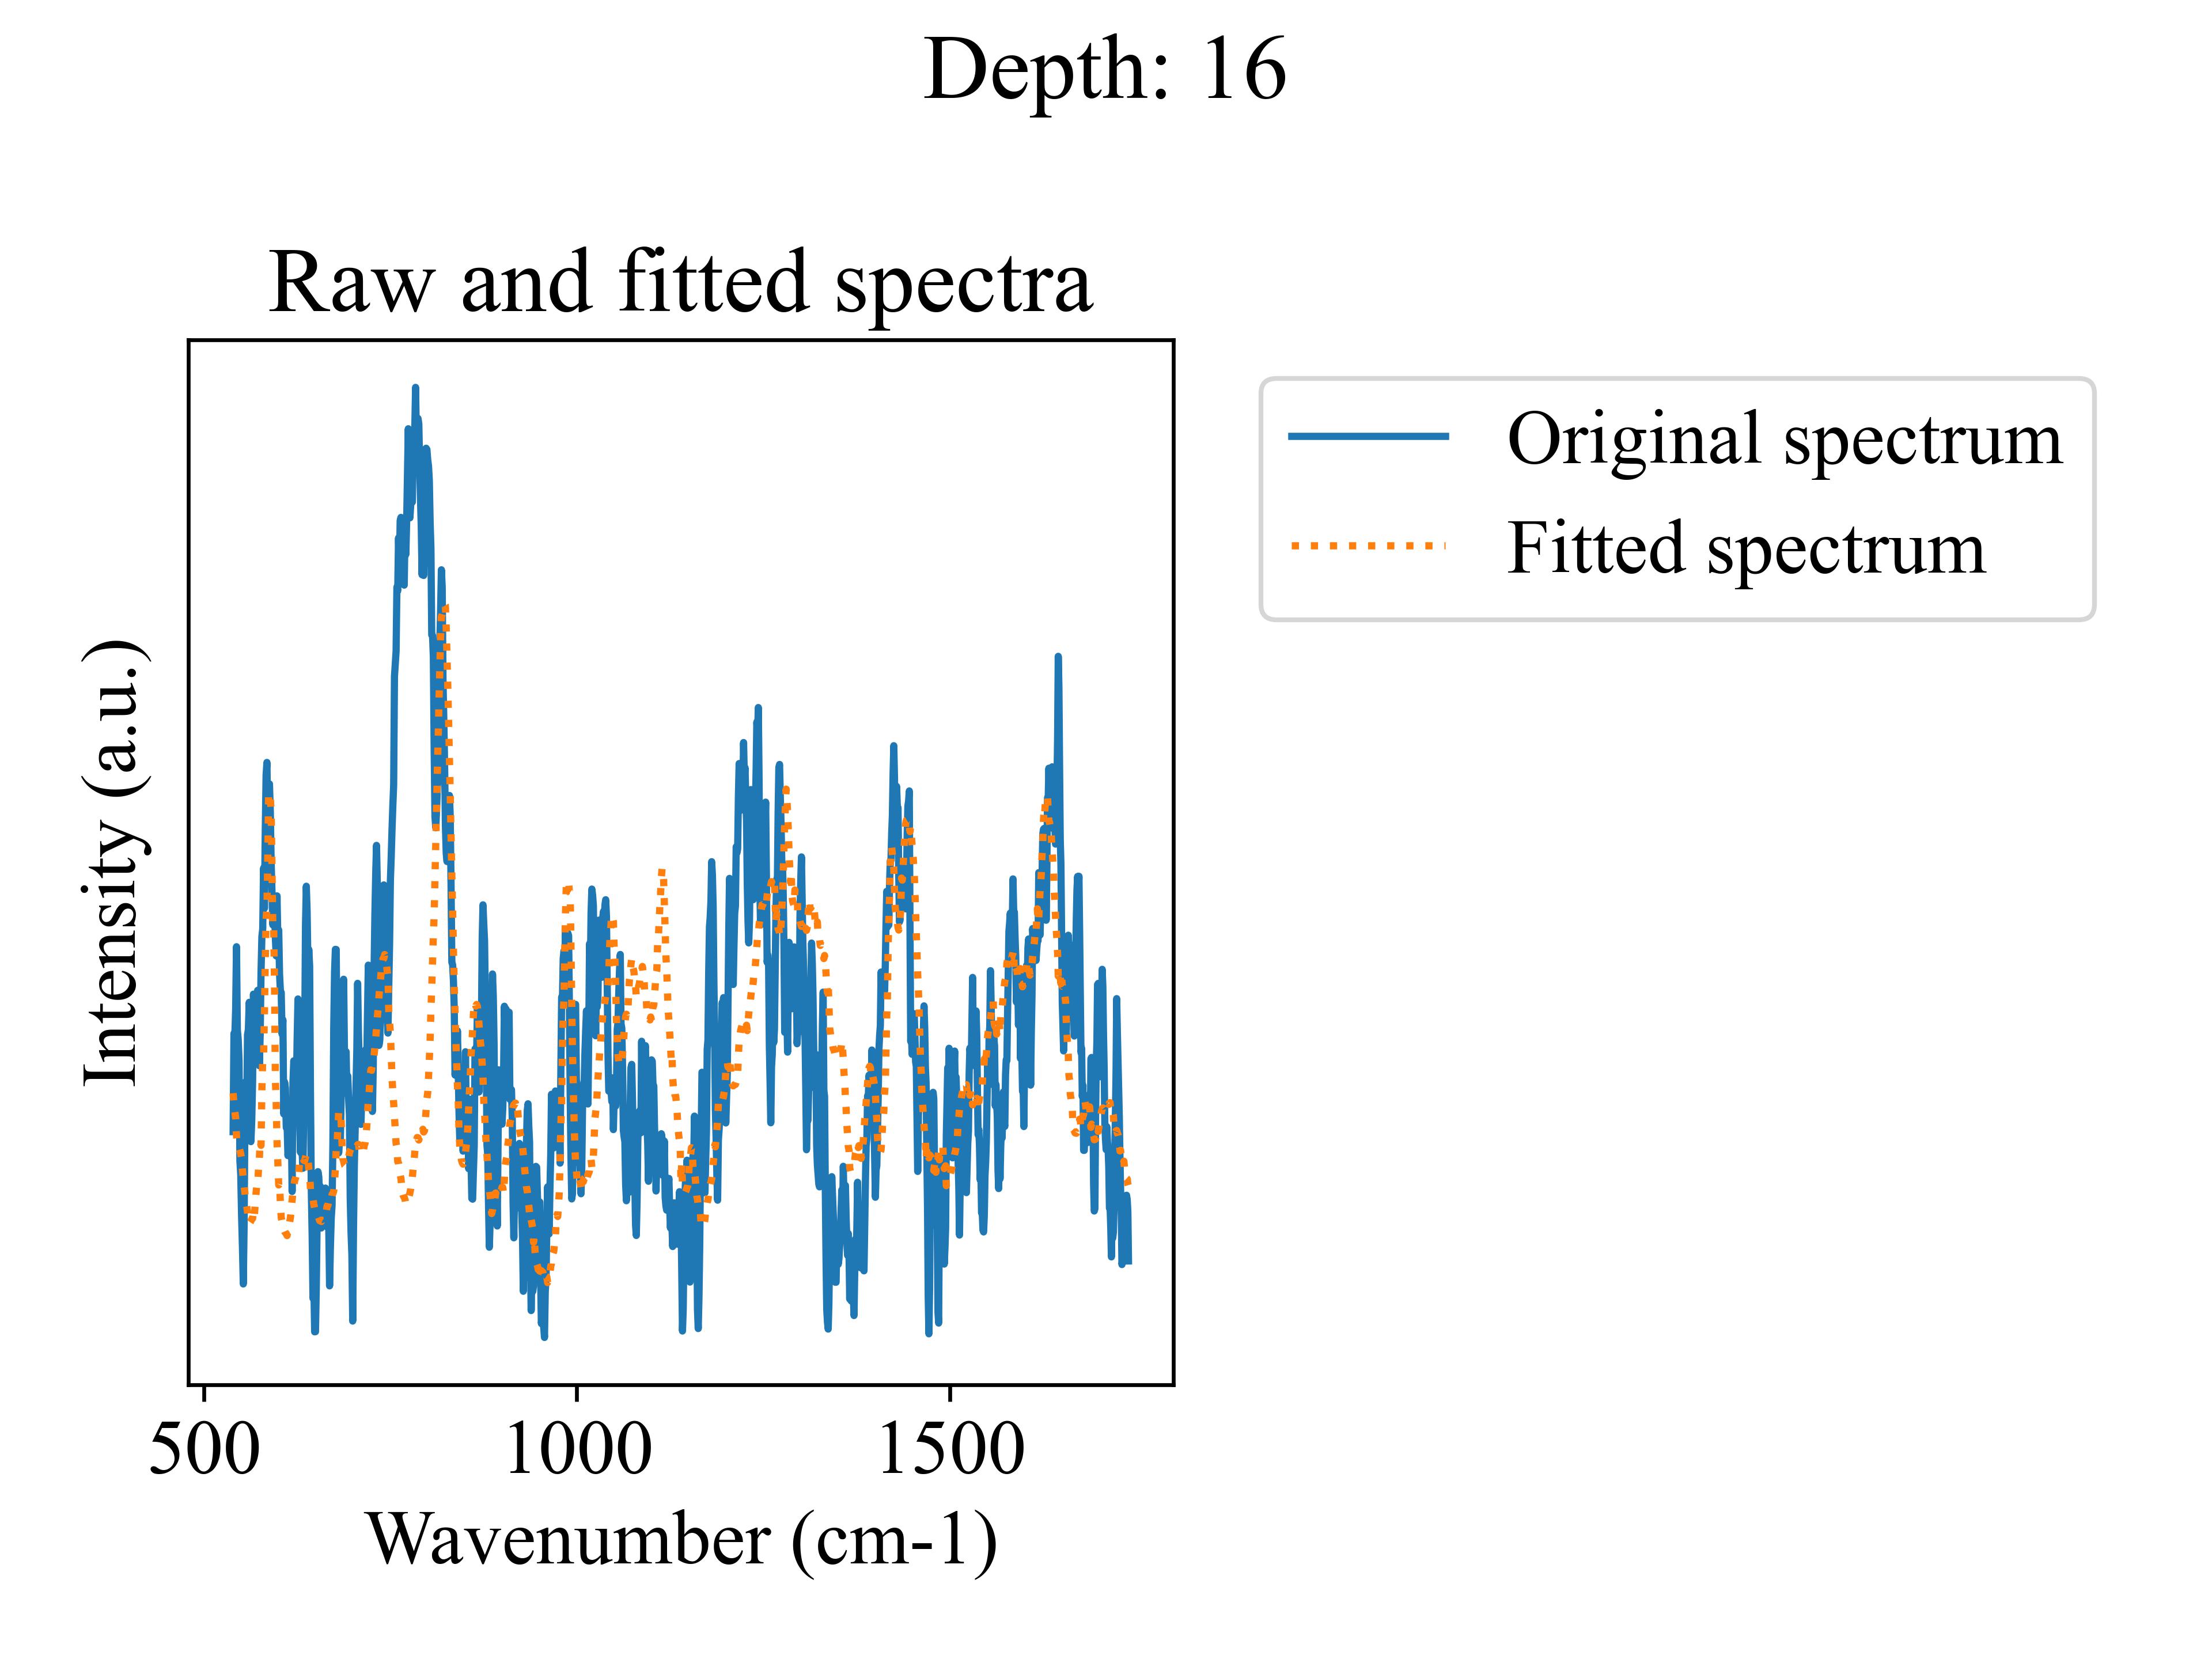 Depth: 16
Raw and fitted spectra
Original spectrum
Fitted spectrum
Intensity (a.u.)
500 1000 1500
Wavenumber (cm-1)